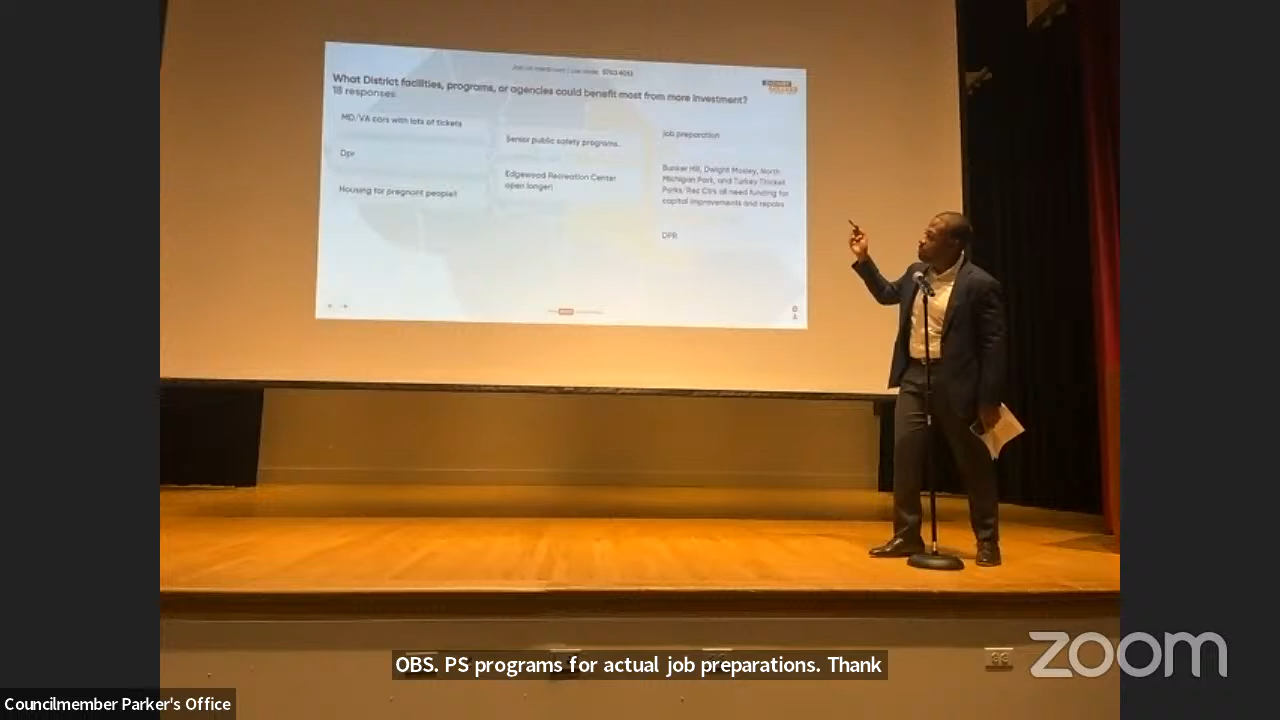 What District facilities, programs, or agencies could benefit most from more investment?
18 responses
MD/VA cars with lots of tickets
Dpr
Housing for pregnant people!!
Senior public safety programs.
Edgewood Recreation Center
open longer!
job preparation
Bunker Hill, Dwight Mosley, North
Michigan Park, and Turkey Thicket
Parks/Rec Ctrs all need funding for
capital improvements and repairs
DPR
OBS. PS programs for actual job preparations. Thank
zoom
Councilmember Parker's Office